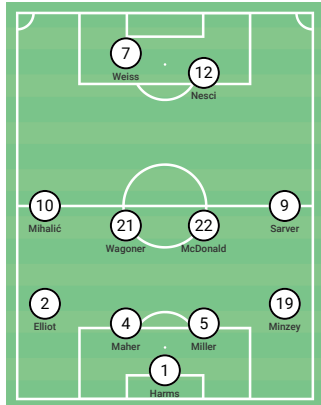 7
Weiss
12
Nesci
10
Mihalić
21
Wagoner
22
McDonald
9
Sarver
2
Elliot
4
Maher
5
Miller
19
Minzey
1
Harms